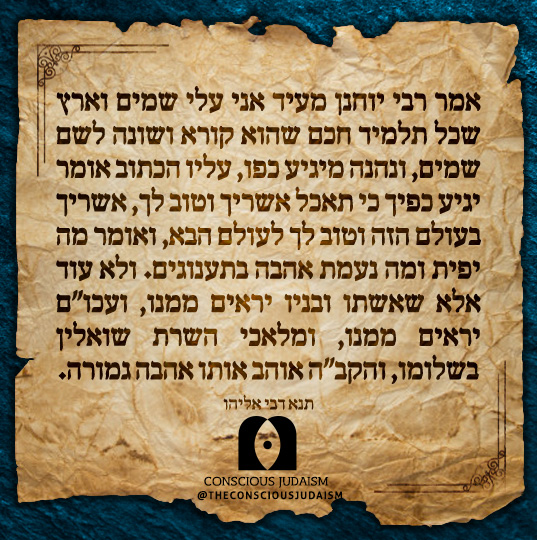 אמר רבי יוחנן מעיד אני עלי שמים וארץ
שכל תלמיד חכם שהוא קורא ושונה לשם
שמים, ונהנה מיגיע כפו, עליו הכתוב אומר
יגיע כפיך כי תאכל אשריך וטוב לך, אשריך
בעולם הזה וטוב לך לעולם הבא, ואומר מה
יפית ומה נעמת אהבה בתענוגים. ולא עוד
אלא שאשתו ובניו יראים ממנו, ועכו"ם
יראים ממנו, ומלאכי השרת שואלין
בשלומו, והקב"ה אוהב אותו אהבה גמורה.
תנא דבי אליהו
CONSCIOUS JUDAISM
@THECONSCIOUSJUDAISM